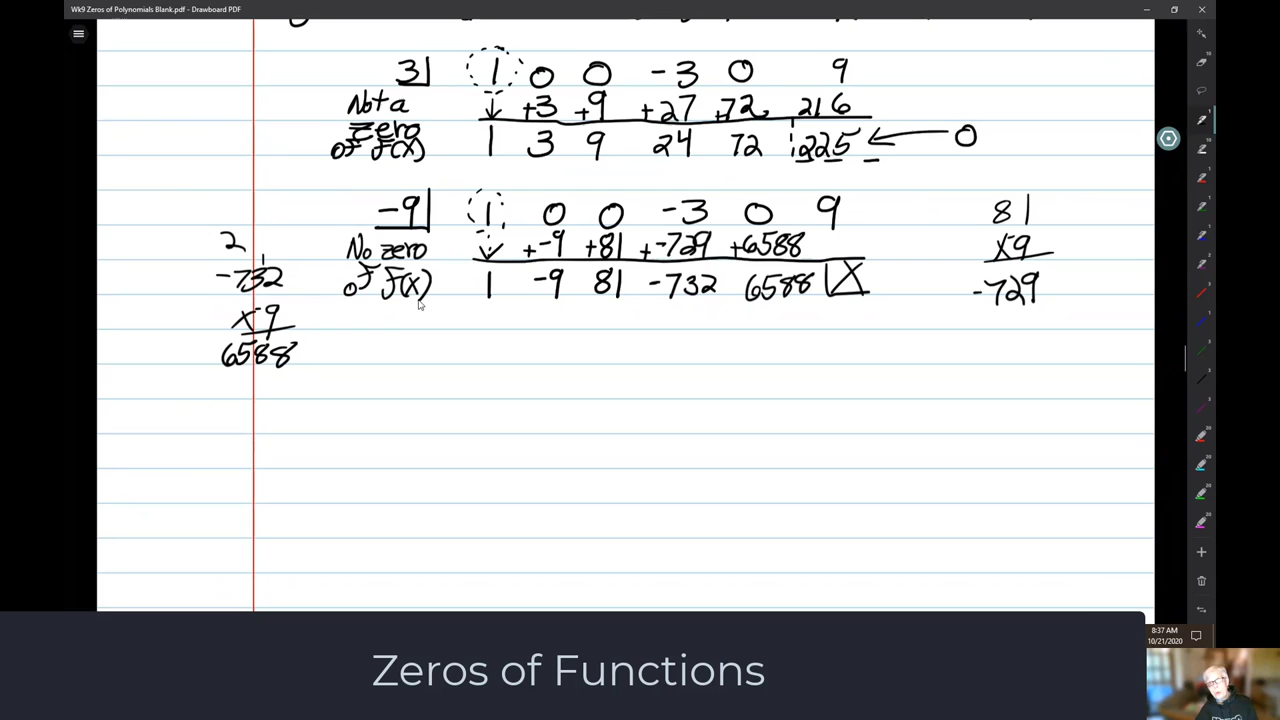 Wk9 Zeros of Polynomials Blank.pdf - Drawboard PDF
3| 1 0 0 -3 0 9
Not a ↓ +3 +9 +27 +72 216
zero
of f(x) 1 3 9 24 72 225 ← 0
-9| 1 0 0 -3 0 9
No zero ↓ +-9 +81 +-729 +6588
of f(x) 1 -9 81 -732 6588 X
2
1
-732
x-9
6588
81
x-9
-729
8:37 AM
10/21/2020
Zeros of Functions